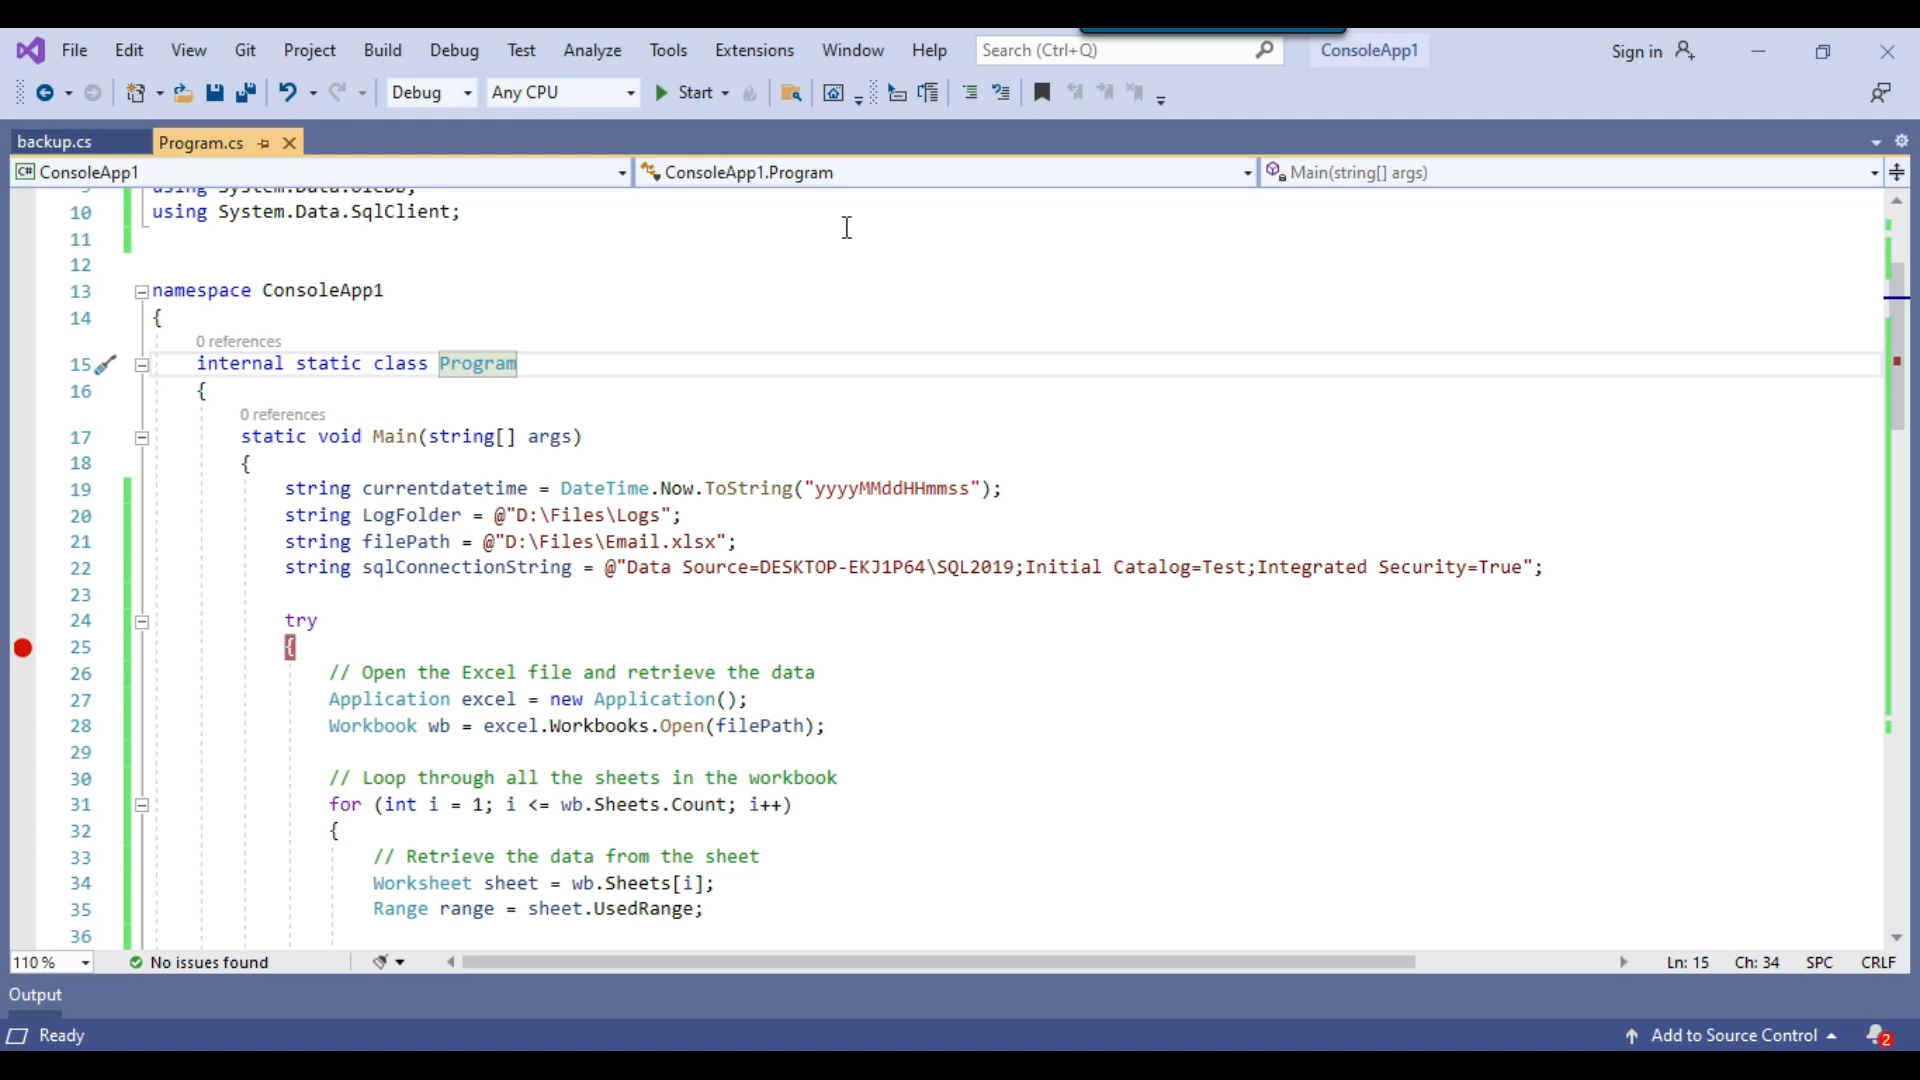 File Edit View Git Project Build Debug Test Analyze Tools Extensions Window Help Search (Ctrl+Q) ConsoleApp1 Sign in
Debug Any CPU Start
backup.cs Program.cs
C# ConsoleApp1 ConsoleApp1.Program Main(string[] args)
9 using System.Data.OleDb;
10 using System.Data.SqlClient;
11
12
13 namespace ConsoleApp1
14 {
0 references
15 internal static class Program
16 {
0 references
17 static void Main(string[] args)
18 {
19 string currentdatetime = DateTime.Now.ToString("yyyyMMddHHmmss");
20 string LogFolder = @"D:\Files\Logs";
21 string filePath = @"D:\Files\Email.xlsx";
22 string sqlConnectionString = @"Data Source=DESKTOP-EKJ1P64\SQL2019;Initial Catalog=Test;Integrated Security=True";
23
24 try
25 {
26 // Open the Excel file and retrieve the data
27 Application excel = new Application();
28 Workbook wb = excel.Workbooks.Open(filePath);
29
30 // Loop through all the sheets in the workbook
31 for (int i = 1; i <= wb.Sheets.Count; i++)
32 {
33 // Retrieve the data from the sheet
34 Worksheet sheet = wb.Sheets[i];
35 Range range = sheet.UsedRange;
36
110 % No issues found Ln: 15 Ch: 34 SPC CRLF
Output
Ready Add to Source Control 2